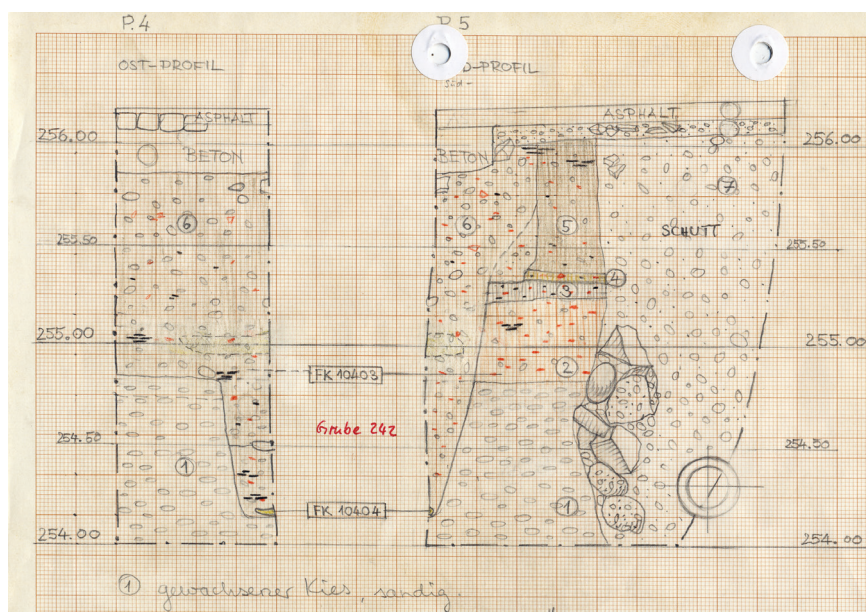 P.4
OST-PROFIL
ASPHALT
256.00
BETON
6
255.50
255.00
254.50
1
254.00
P.5
D-PROFIL
Süd-
ASPHALT
256.00
BETON
6
5
7
SCHUTT
255.50
4
3
255.00
2
FK 10403
Grube 242
254.50
FK 10404
1
254.00
1 gewachsener Kies, sandig.